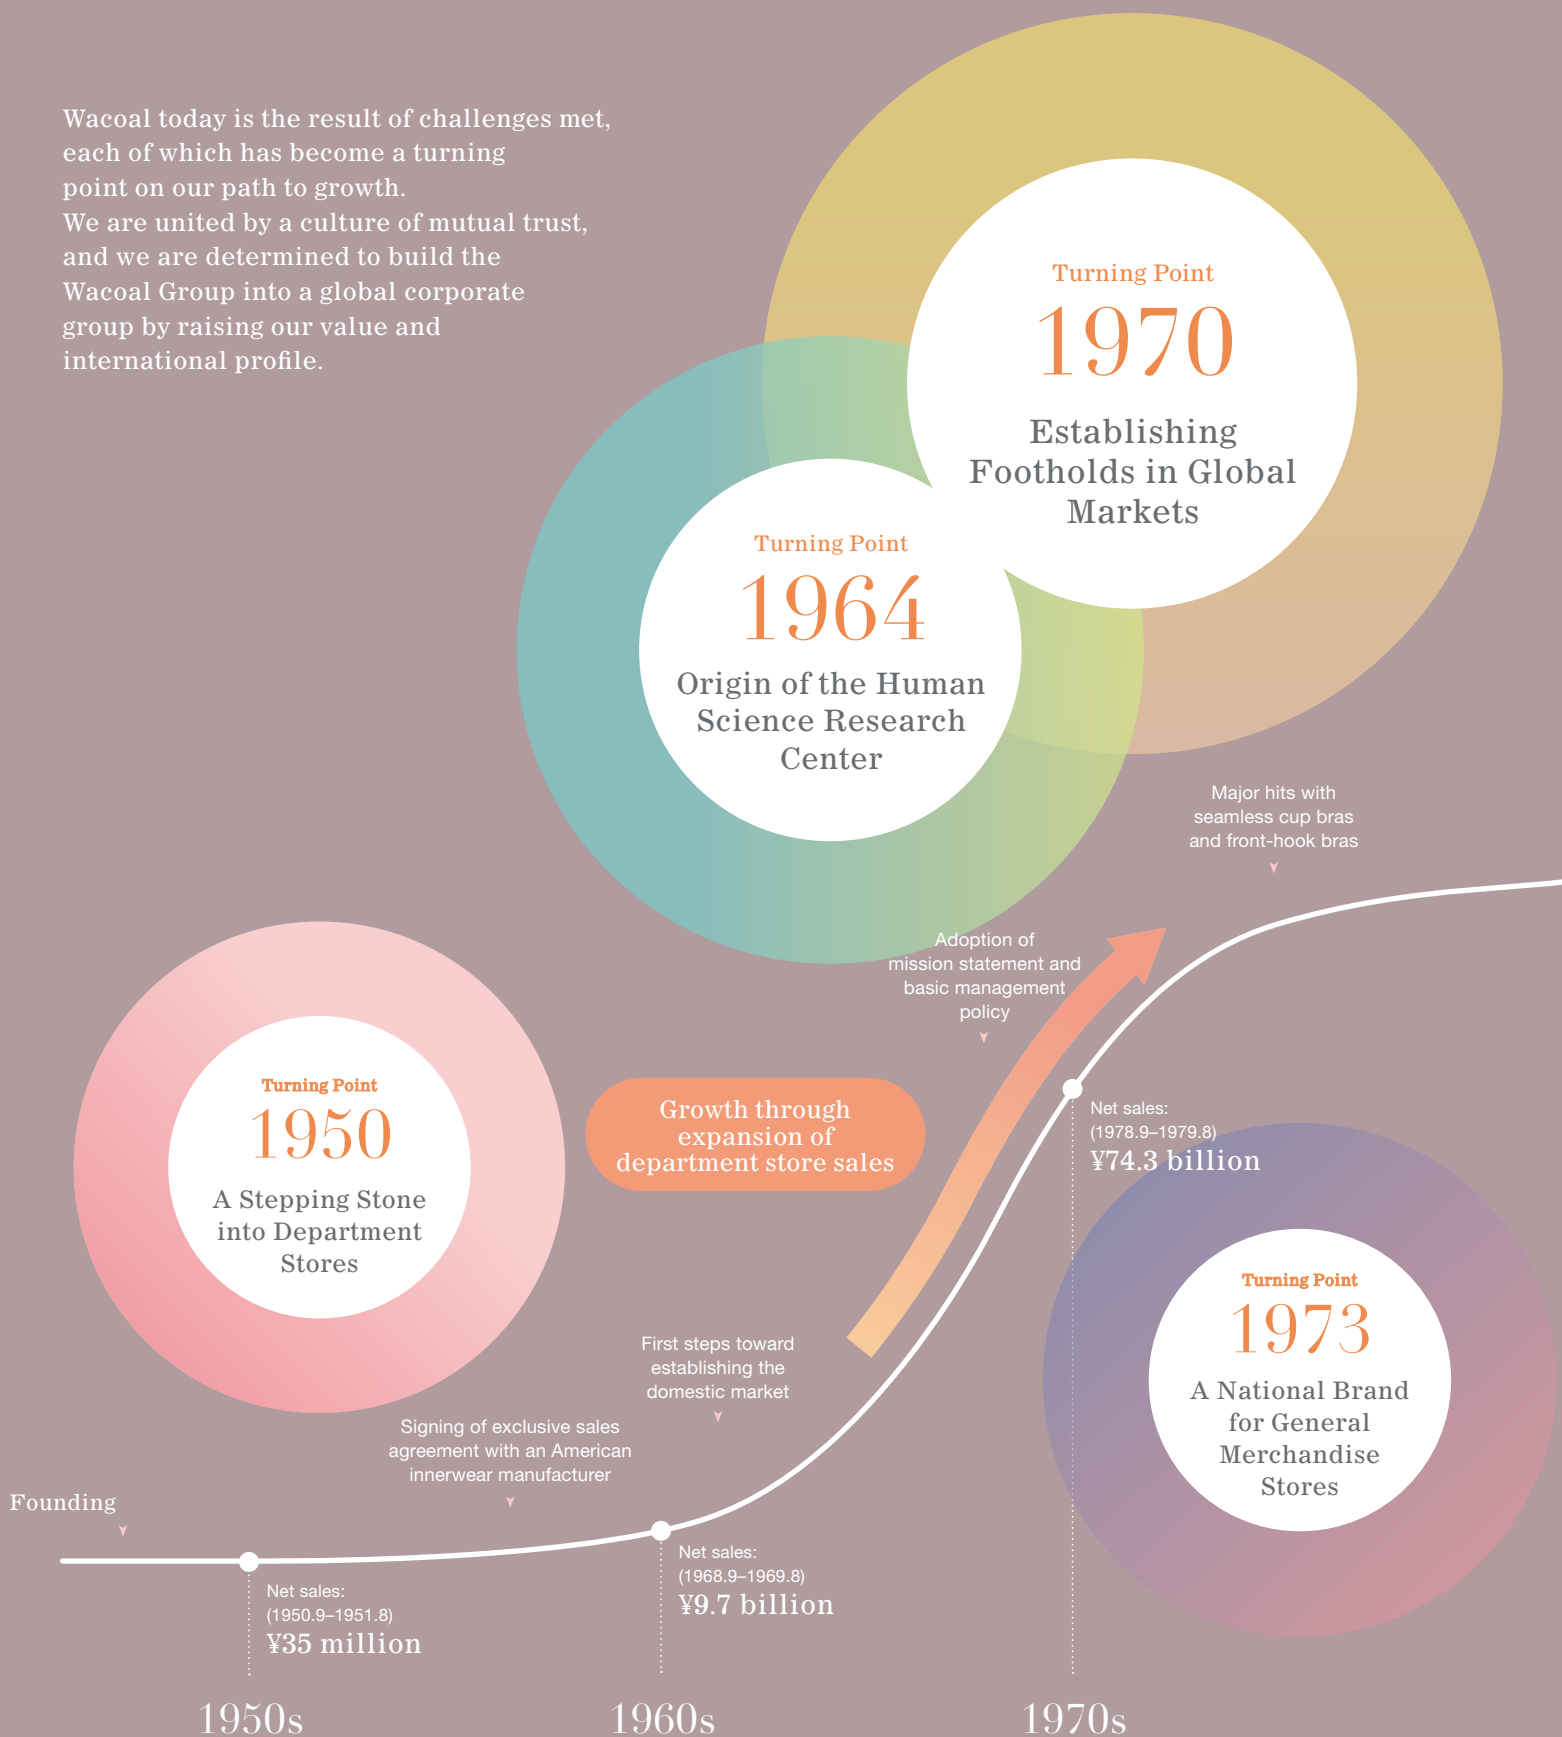 Wacoal today is the result of challenges met,
each of which has become a turning
point on our path to growth.
We are united by a culture of mutual trust,
and we are determined to build the
Wacoal Group into a global corporate
group by raising our value and
international profile.
Turning Point
1970
Establishing
Footholds in Global
Markets
Turning Point
1964
Origin of the Human
Science Research
Center
Major hits with
seamless cup bras
and front-hook bras
Adoption of
mission statement and
basic management
policy
Turning Point
1950
A Stepping Stone
into Department
Stores
Growth through
expansion of
department store sales
Net sales:
(1978.9–1979.8)
¥74.3 billion
Turning Point
1973
A National Brand
for General
Merchandise
Stores
First steps toward
establishing the
domestic market
Signing of exclusive sales
agreement with an American
innerwear manufacturer
Founding
Net sales:
(1950.9–1951.8)
¥35 million
Net sales:
(1968.9–1969.8)
¥9.7 billion
1950s
1960s
1970s